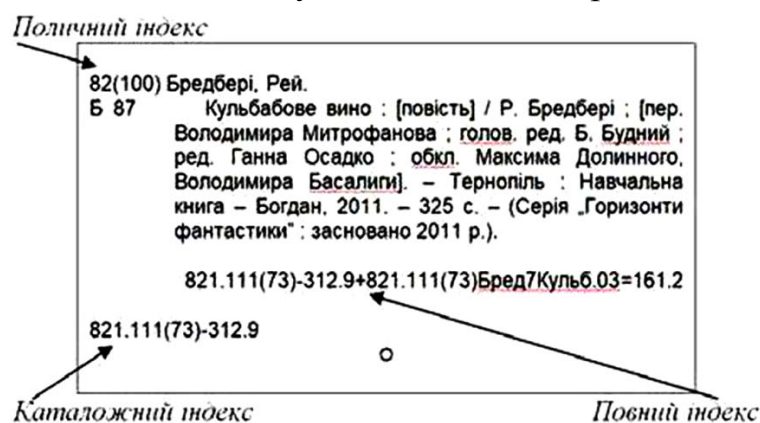 Поличний індекс
82(100) Бредбері, Рей.
Б 87 Кульбабове вино : [повість] / Р. Бредбері ; [пер.
Володимира Митрофанова ; голов. ред. Б. Будний ;
ред. Ганна Осадко ; обкл. Максима Долинного,
Володимира Басалиги]. – Тернопіль : Навчальна
книга – Богдан, 2011. – 325 с. – (Серія „Горизонти
фантастики" : засновано 2011 р.).
821.111(73)-312.9+821.111(73)Бред7Кульб.03=161.2
821.111(73)-312.9
Каталожний індекс
Повний індекс